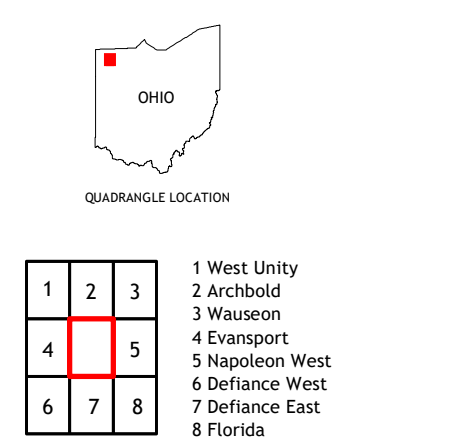 OHIO
QUADRANGLE LOCATION
1 2 3
4 5
6 7 8
1 West Unity
2 Archbold
3 Wauseon
4 Evansport
5 Napoleon West
6 Defiance West
7 Defiance East
8 Florida